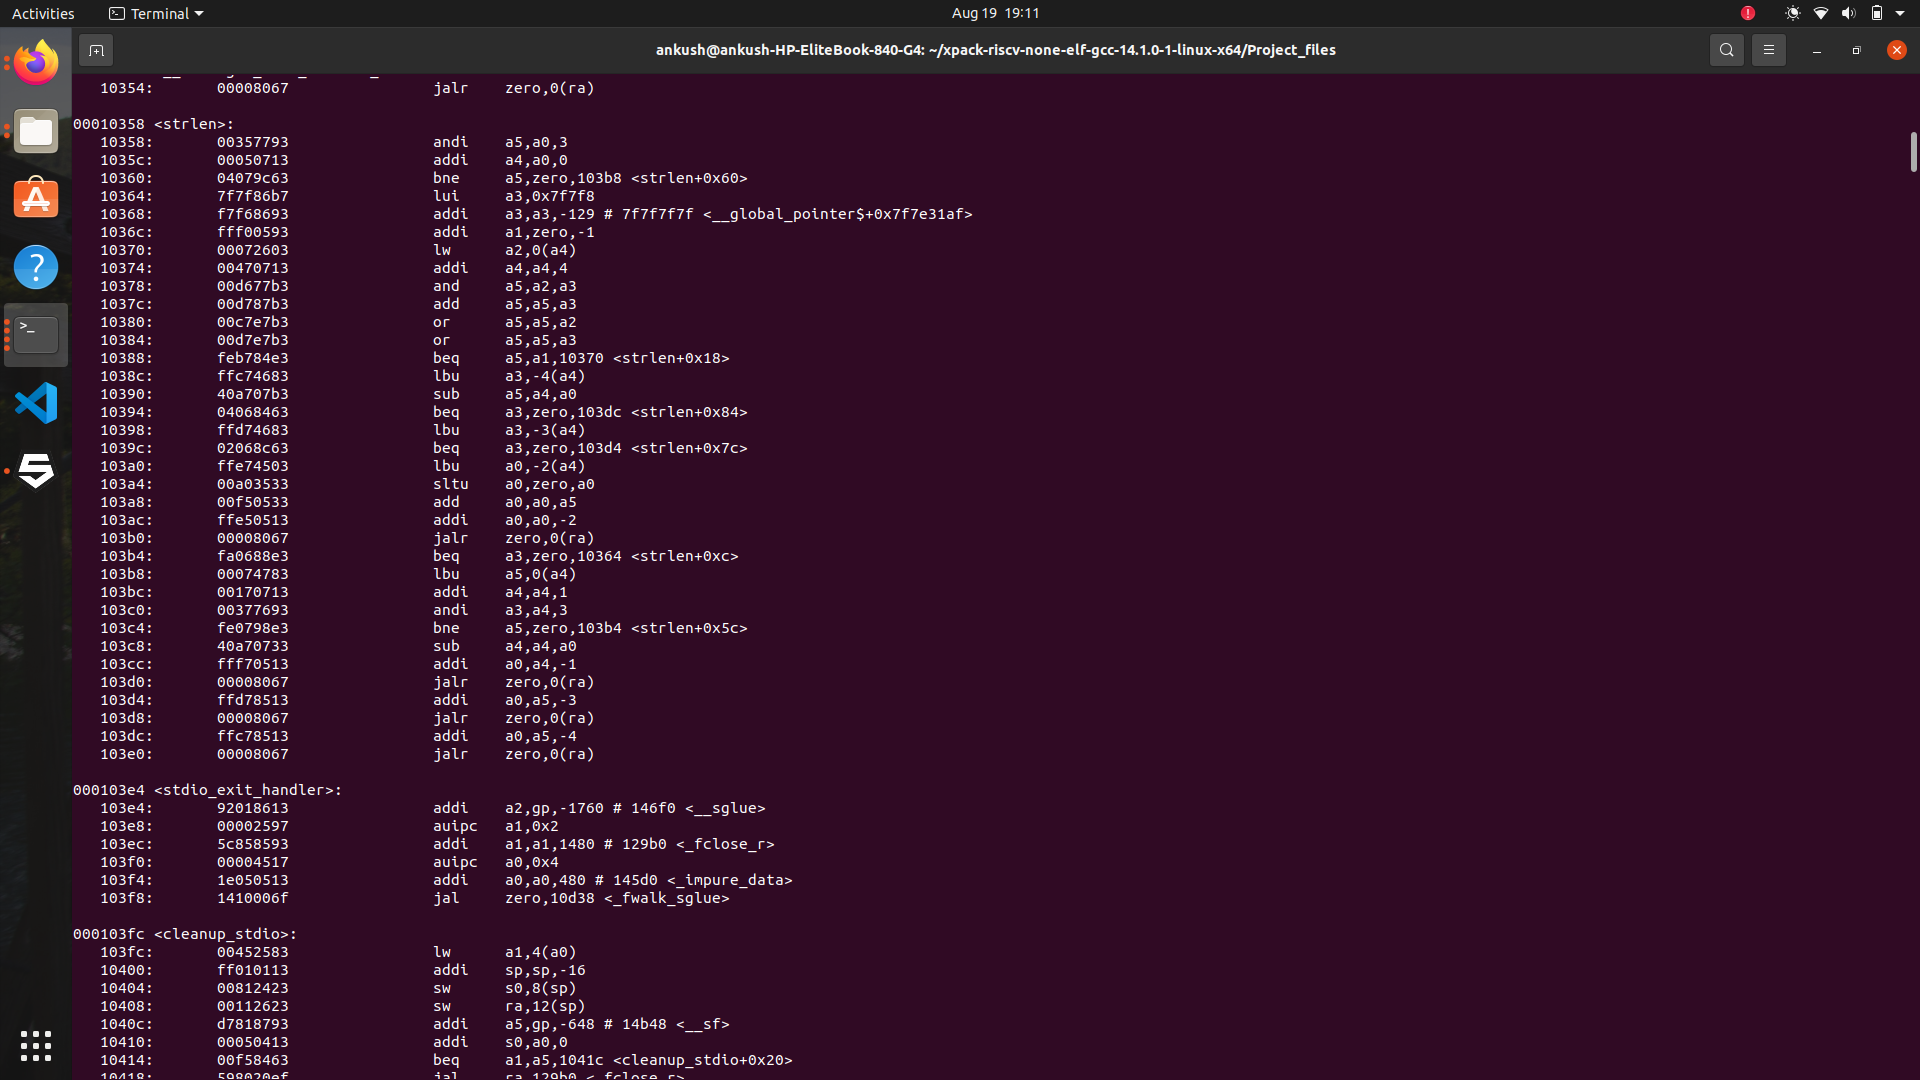 Activities Terminal Aug 19 19:11
ankush@ankush-HP-EliteBook-840-G4: ~/xpack-riscv-none-elf-gcc-14.1.0-1-linux-x64/Project_files
10354: 00008067 jalr zero,0(ra)
00010358 <strlen>:
10358: 00357793 andi a5,a0,3
1035c: 00050713 addi a4,a0,0
10360: 04079c63 bne a5,zero,103b8 <strlen+0x60>
10364: 7f7f86b7 lui a3,0x7f7f8
10368: f7f68693 addi a3,a3,-129 # 7f7f7f7f <__global_pointer$+0x7f7e31af>
1036c: fff00593 addi a1,zero,-1
10370: 00072603 lw a2,0(a4)
10374: 00470713 addi a4,a4,4
10378: 00d677b3 and a5,a2,a3
1037c: 00d787b3 add a5,a5,a3
10380: 00c7e7b3 or a5,a5,a2
10384: 00d7e7b3 or a5,a5,a3
10388: feb784e3 beq a5,a1,10370 <strlen+0x18>
1038c: ffc74683 lbu a3,-4(a4)
10390: 40a707b3 sub a5,a4,a0
10394: 04068463 beq a3,zero,103dc <strlen+0x84>
10398: ffd74683 lbu a3,-3(a4)
1039c: 02068c63 beq a3,zero,103d4 <strlen+0x7c>
103a0: ffe74503 lbu a0,-2(a4)
103a4: 00a03533 sltu a0,zero,a0
103a8: 00f50533 add a0,a0,a5
103ac: ffe50513 addi a0,a0,-2
103b0: 00008067 jalr zero,0(ra)
103b4: fa0688e3 beq a3,zero,10364 <strlen+0xc>
103b8: 00074783 lbu a5,0(a4)
103bc: 00170713 addi a4,a4,1
103c0: 00377693 andi a3,a4,3
103c4: fe0798e3 bne a5,zero,103b4 <strlen+0x5c>
103c8: 40a70733 sub a4,a4,a0
103cc: fff70513 addi a0,a4,-1
103d0: 00008067 jalr zero,0(ra)
103d4: ffd78513 addi a0,a5,-3
103d8: 00008067 jalr zero,0(ra)
103dc: ffc78513 addi a0,a5,-4
103e0: 00008067 jalr zero,0(ra)
000103e4 <stdio_exit_handler>:
103e4: 92018613 addi a2,gp,-1760 # 146f0 <__sglue>
103e8: 00002597 auipc a1,0x2
103ec: 5c858593 addi a1,a1,1480 # 129b0 <_fclose_r>
103f0: 00004517 auipc a0,0x4
103f4: 1e050513 addi a0,a0,480 # 145d0 <_impure_data>
103f8: 1410006f jal zero,10d38 <_fwalk_sglue>
000103fc <cleanup_stdio>:
103fc: 00452583 lw a1,4(a0)
10400: ff010113 addi sp,sp,-16
10404: 00812423 sw s0,8(sp)
10408: 00112623 sw ra,12(sp)
1040c: d7818793 addi a5,gp,-648 # 14b48 <__sf>
10410: 00050413 addi s0,a0,0
10414: 00f58463 beq a1,a5,1041c <cleanup_stdio+0x20>
10418: 598020ef jal ra,129b0 <_fclose_r>